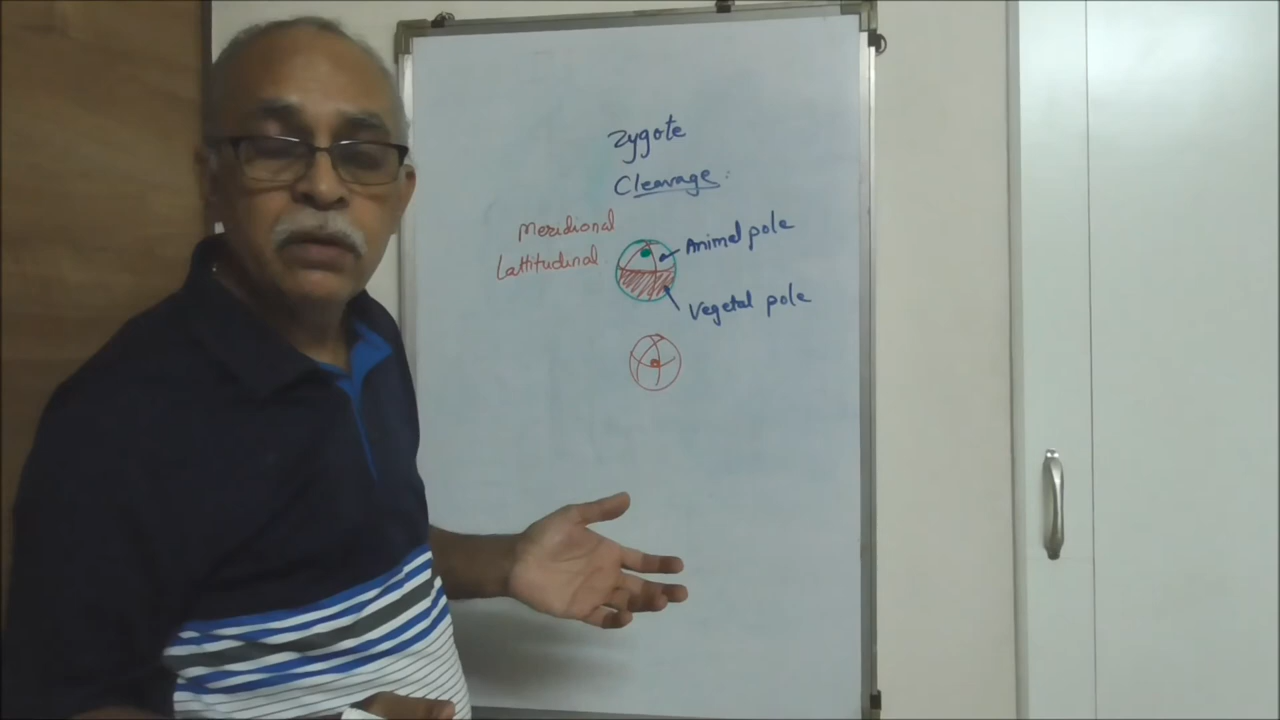 Zygote
Cleavage :
Meridional
Lattitudinal
Animal pole
Vegetal pole